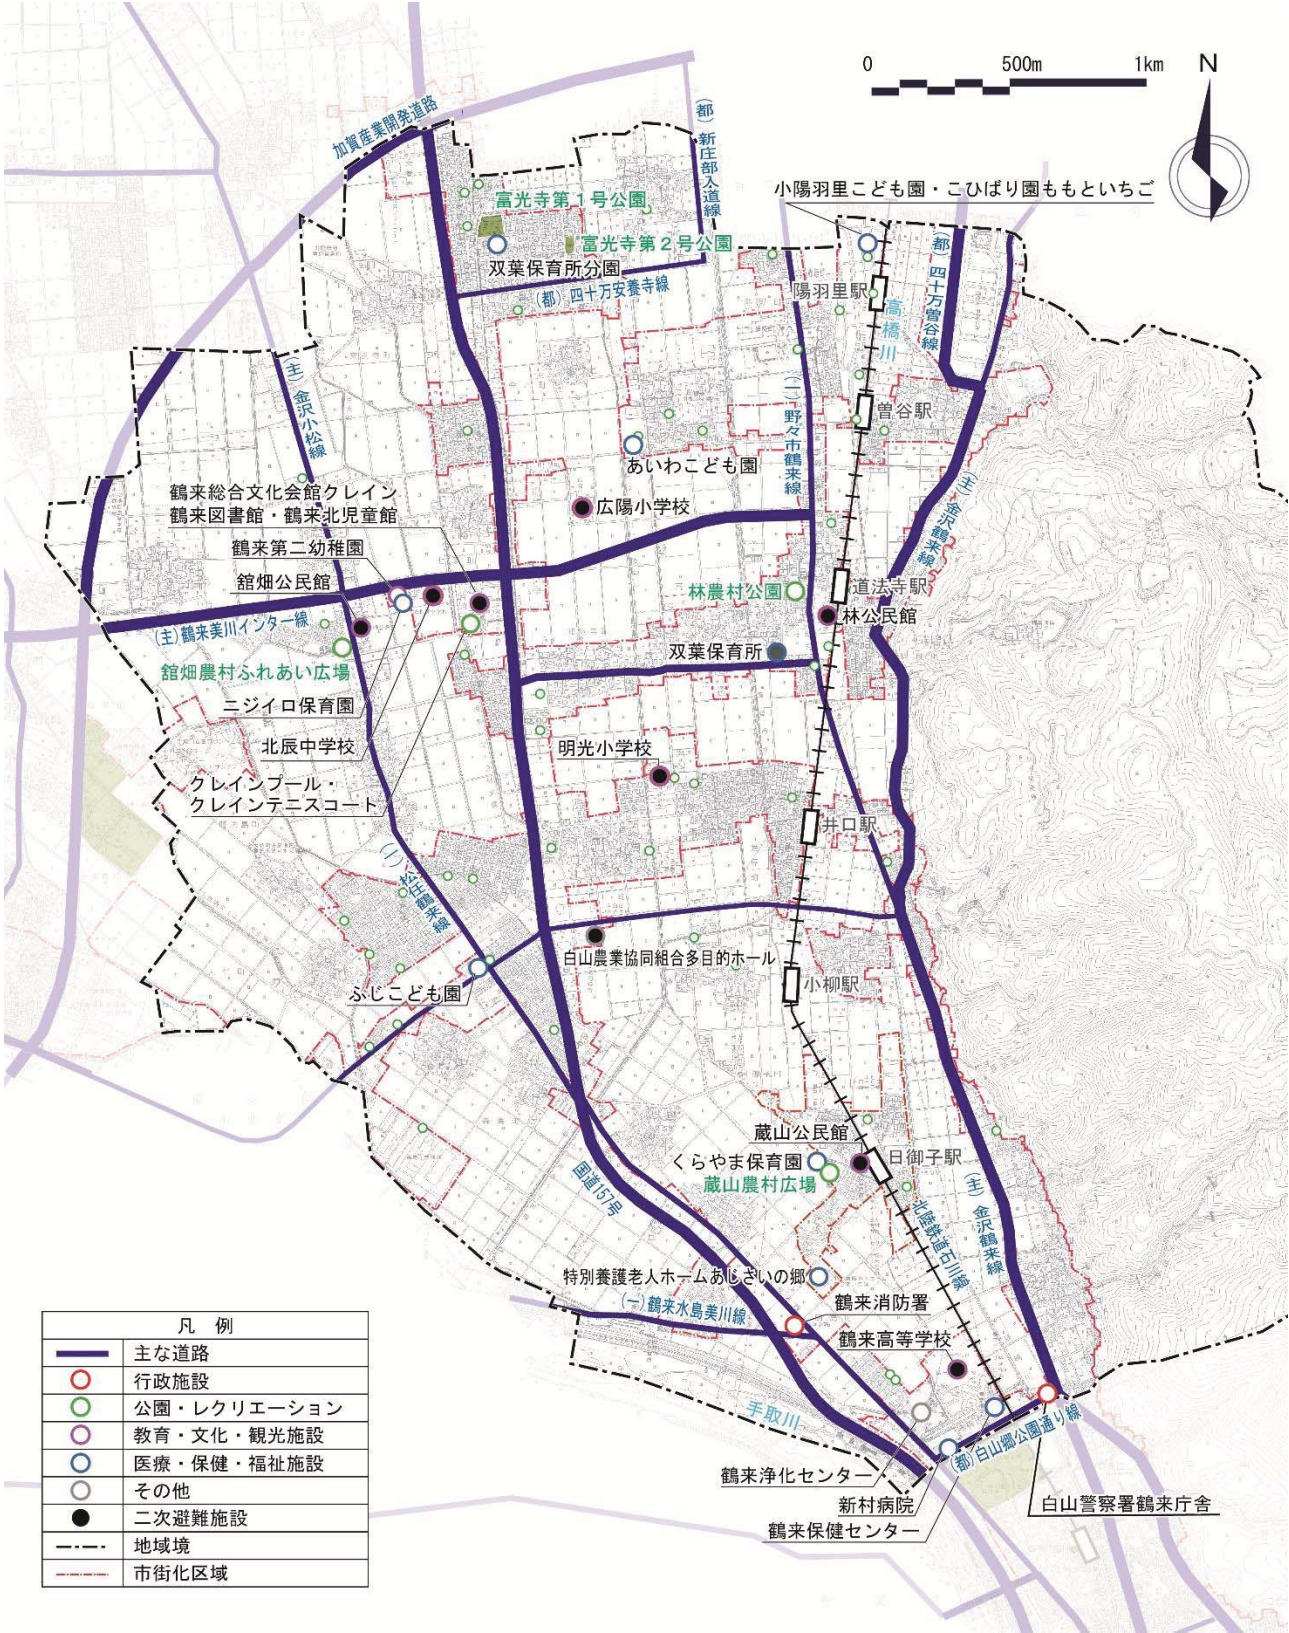 0 500m 1km N
加賀産業開発道路
(都)新庄部入道線
小陽羽里こども園・こひばり園ももといちご
富光寺第1号公園
富光寺第2号公園
双葉保育所分園
(都)四十万安養寺線
陽羽里駅
高橋川
(都)四十万曽谷線
(主)金沢小松線
(一)野々市鶴来線
曽谷駅
あいわこども園
(主)金沢鶴来線
鶴来総合文化会館クレイン
鶴来図書館・鶴来北児童館
広陽小学校
鶴来第二幼稚園
舘畑公民館
林農村公園
道法寺駅
林公民館
(主)鶴来美川インター線
双葉保育所
舘畑農村ふれあい広場
ニジイロ保育園
北辰中学校
明光小学校
クレインプール・
クレインテニスコート
井口駅
(一)松任鶴来線
白山農業協同組合多目的ホール
小柳駅
ふじこども園
蔵山公民館
くらやま保育園
日御子駅
蔵山農村広場
国道157号
(主)金沢鶴来線
北陸鉄道石川線
特別養護老人ホームあじさいの郷
(一)鶴来水島美川線
鶴来消防署
鶴来高等学校
手取川
(都)白山郷公園通り線
鶴来浄化センター
新村病院
白山警察署鶴来庁舎
鶴来保健センター
凡 例
主な道路
行政施設
公園・レクリエーション
教育・文化・観光施設
医療・保健・福祉施設
その他
二次避難施設
地域境
市街化区域